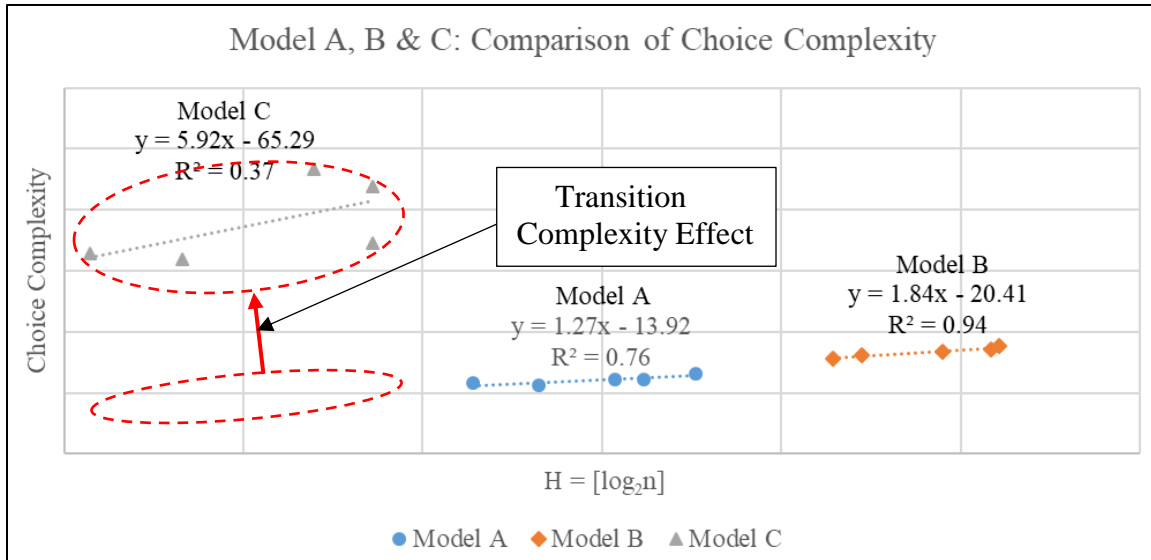 Model A, B & C: Comparison of Choice Complexity
Model C
y = 5.92x - 65.29
R² = 0.37
Transition
Complexity Effect
Model B
y = 1.84x - 20.41
R² = 0.94
Model A
y = 1.27x - 13.92
R² = 0.76
Choice Complexity
H = [log₂n]
Model A
Model B
Model C